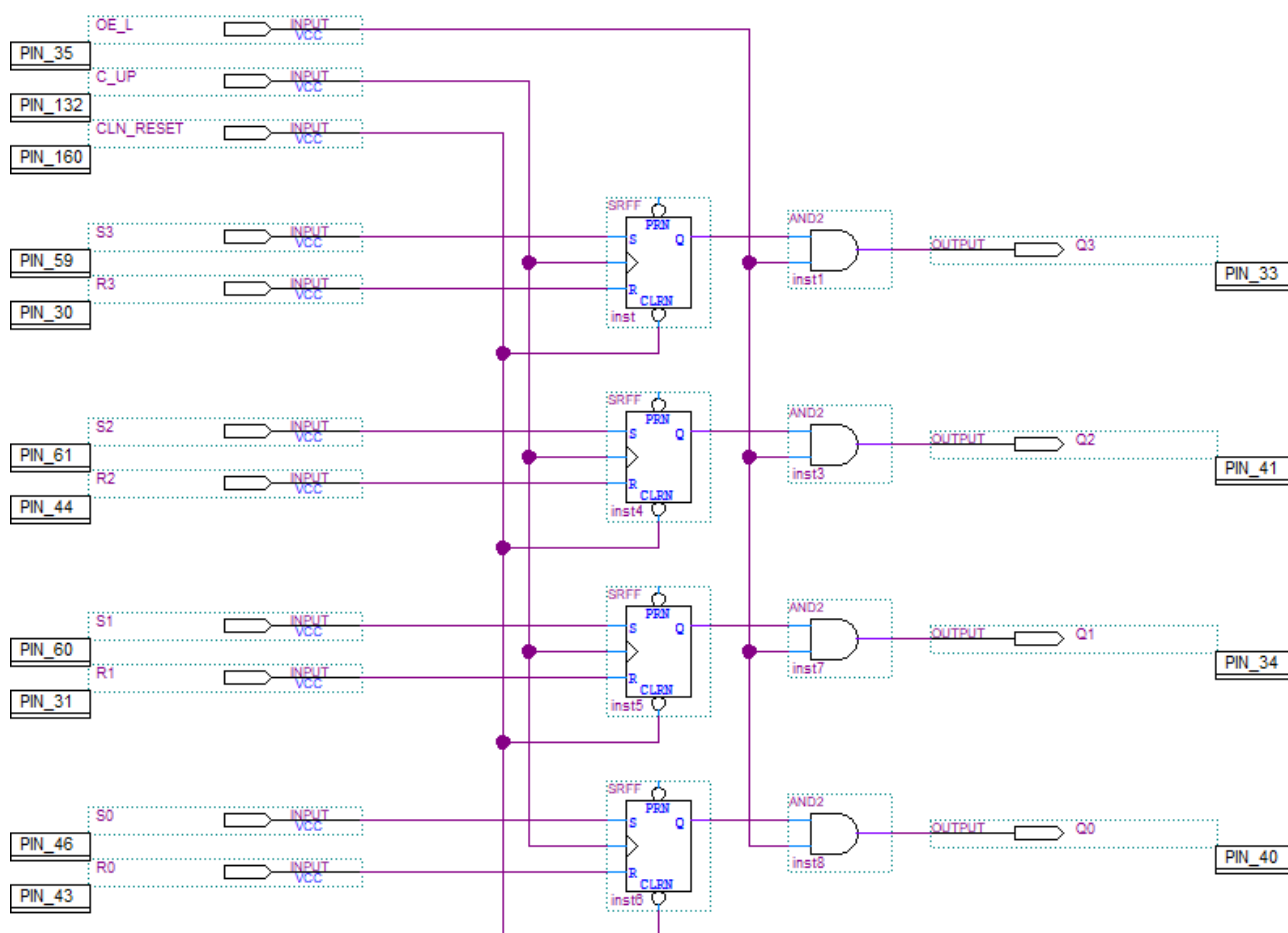 OE_L INPUT
VCC
PIN_35
C_UP INPUT
VCC
PIN_132
CLN_RESET INPUT
VCC
PIN_160
SRFF
PRN
S3 INPUT
VCC
S Q
AND2
OUTPUT Q3
PIN_59
inst1
PIN_33
R3 INPUT
VCC
R
CLRN
PIN_30
inst
SRFF
PRN
S2 INPUT
VCC
S Q
AND2
OUTPUT Q2
PIN_61
inst3
PIN_41
R2 INPUT
VCC
R
CLRN
PIN_44
inst4
SRFF
PRN
S1 INPUT
VCC
S Q
AND2
OUTPUT Q1
PIN_60
inst7
PIN_34
R1 INPUT
VCC
R
CLRN
PIN_31
inst5
SRFF
PRN
S0 INPUT
VCC
S Q
AND2
OUTPUT Q0
PIN_46
inst8
PIN_40
R0 INPUT
VCC
R
CLRN
PIN_43
inst6